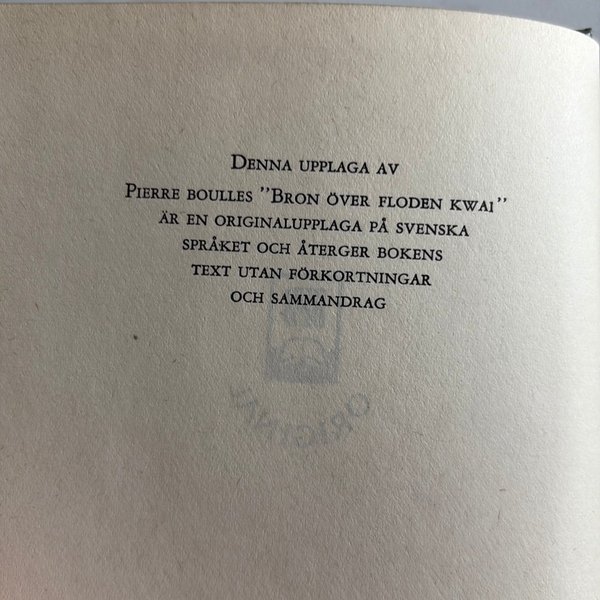 DENNA UPPLAGA AV
PIERRE BOULLES "BRON ÖVER FLODEN KWAI"
ÄR EN ORIGINALUPPLAGA PÅ SVENSKA
SPRÅKET OCH ÅTERGER BOKENS
TEXT UTAN FÖRKORTNINGAR
OCH SAMMANDRAG
ORIGINAL